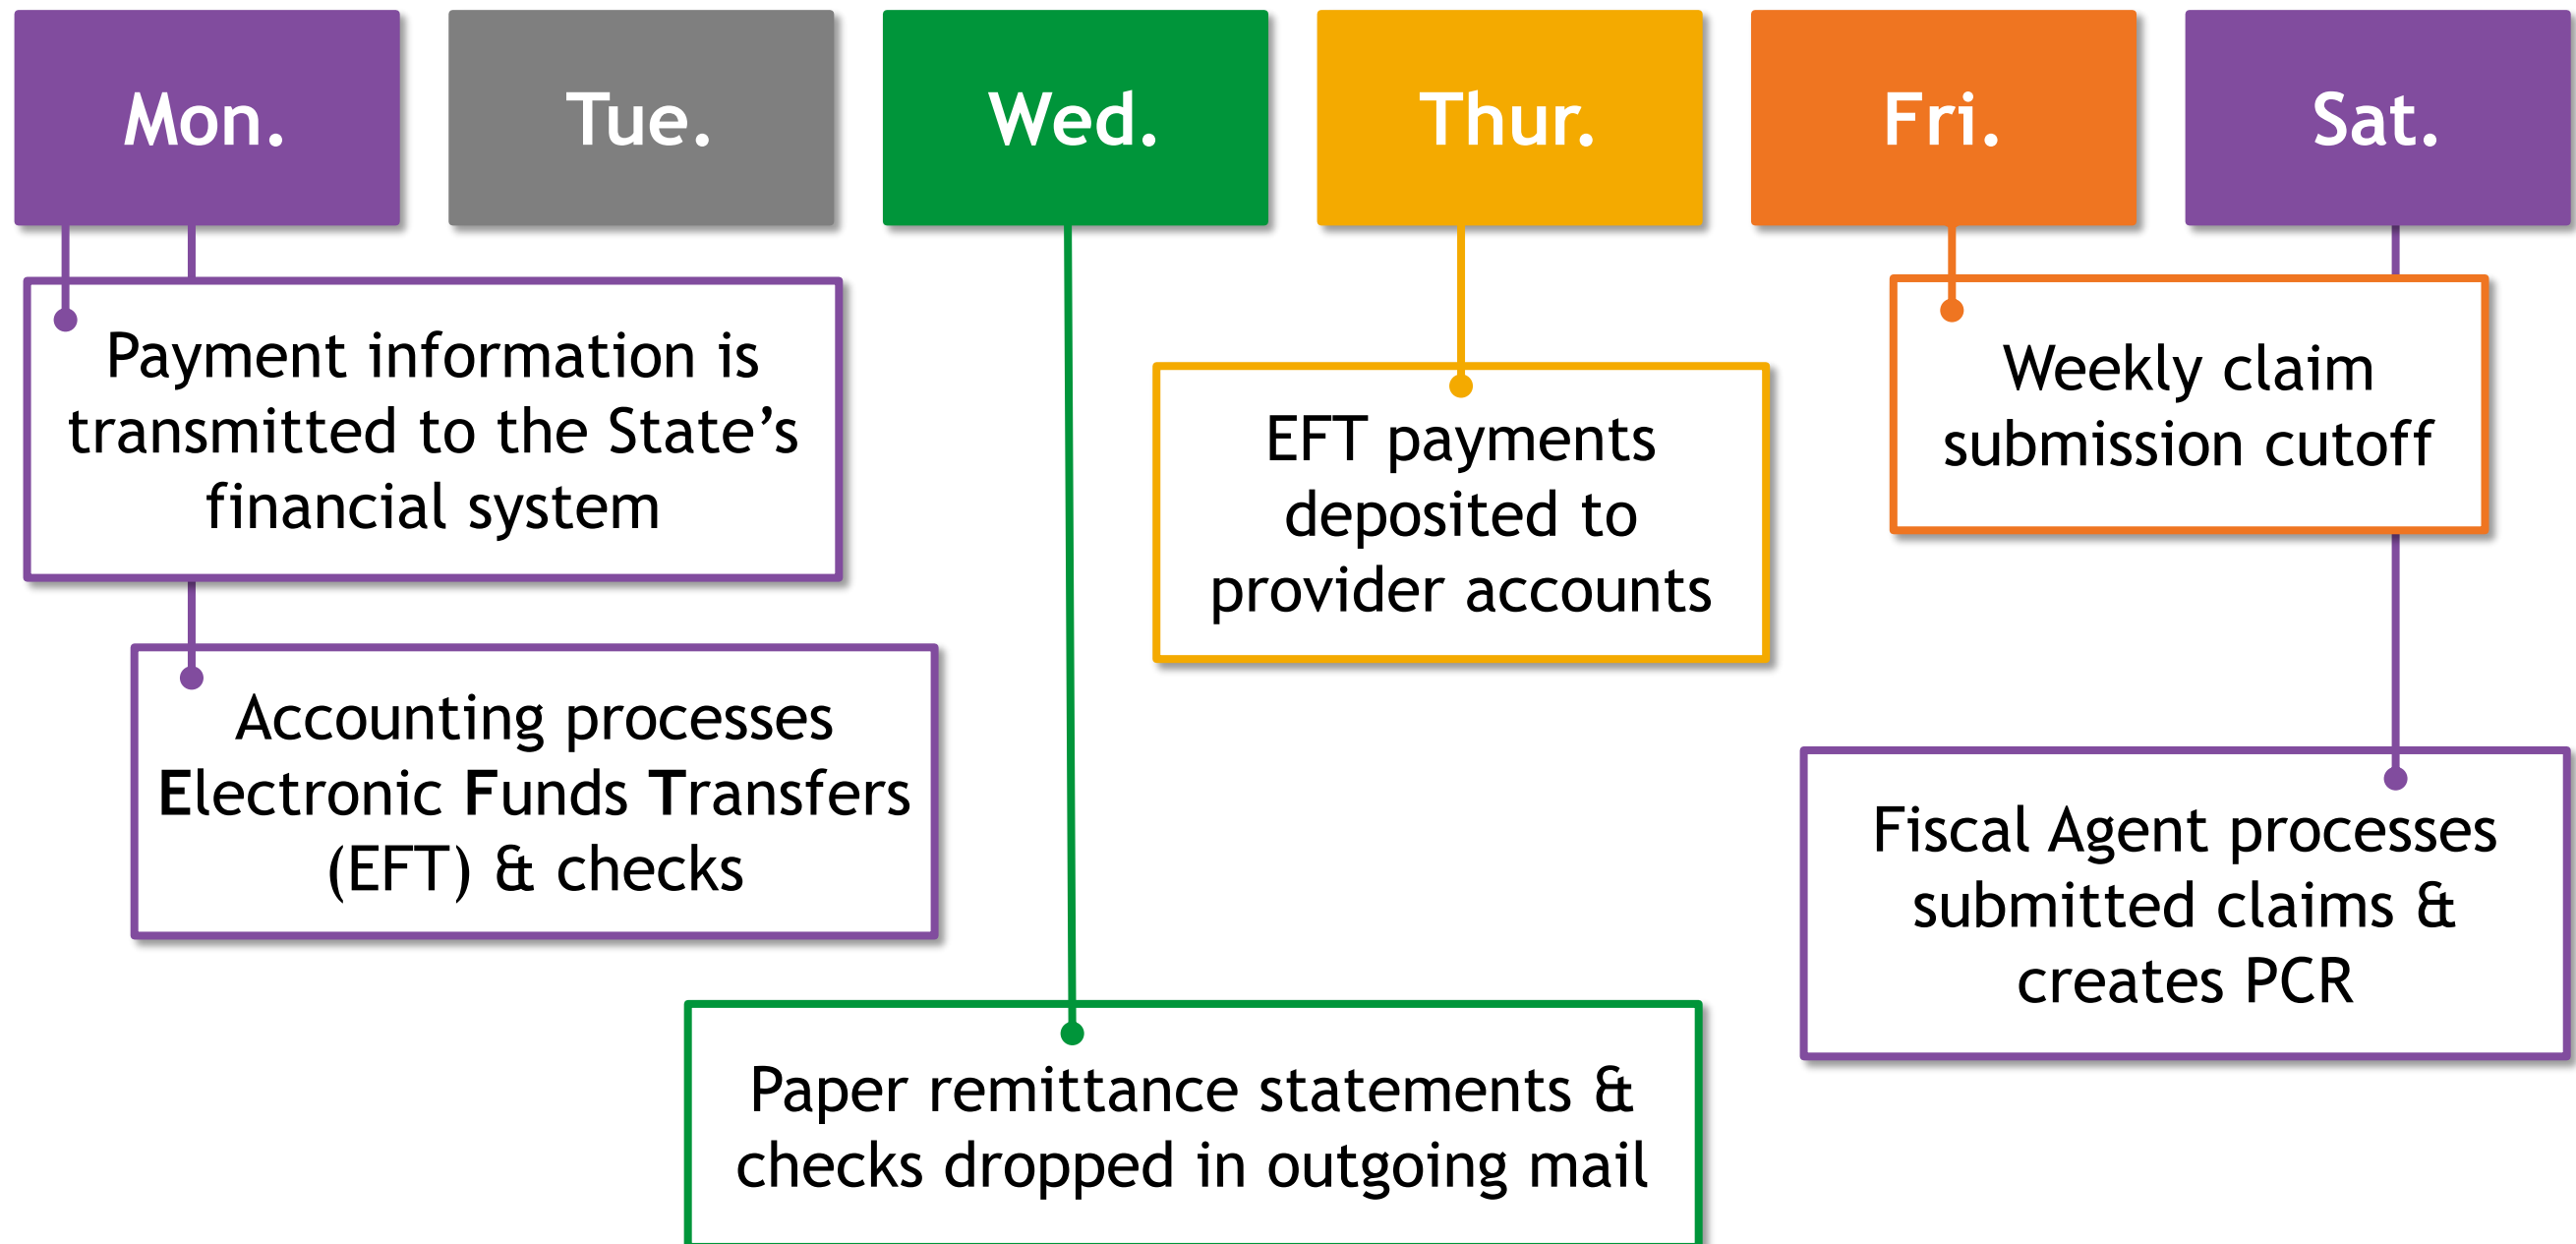 Mon.
Tue.
Wed.
Thur.
Fri.
Sat.
Payment information is
transmitted to the State’s
financial system
Accounting processes
Electronic Funds Transfers
(EFT) & checks
Paper remittance statements &
checks dropped in outgoing mail
EFT payments
deposited to
provider accounts
Weekly claim
submission cutoff
Fiscal Agent processes
submitted claims &
creates PCR